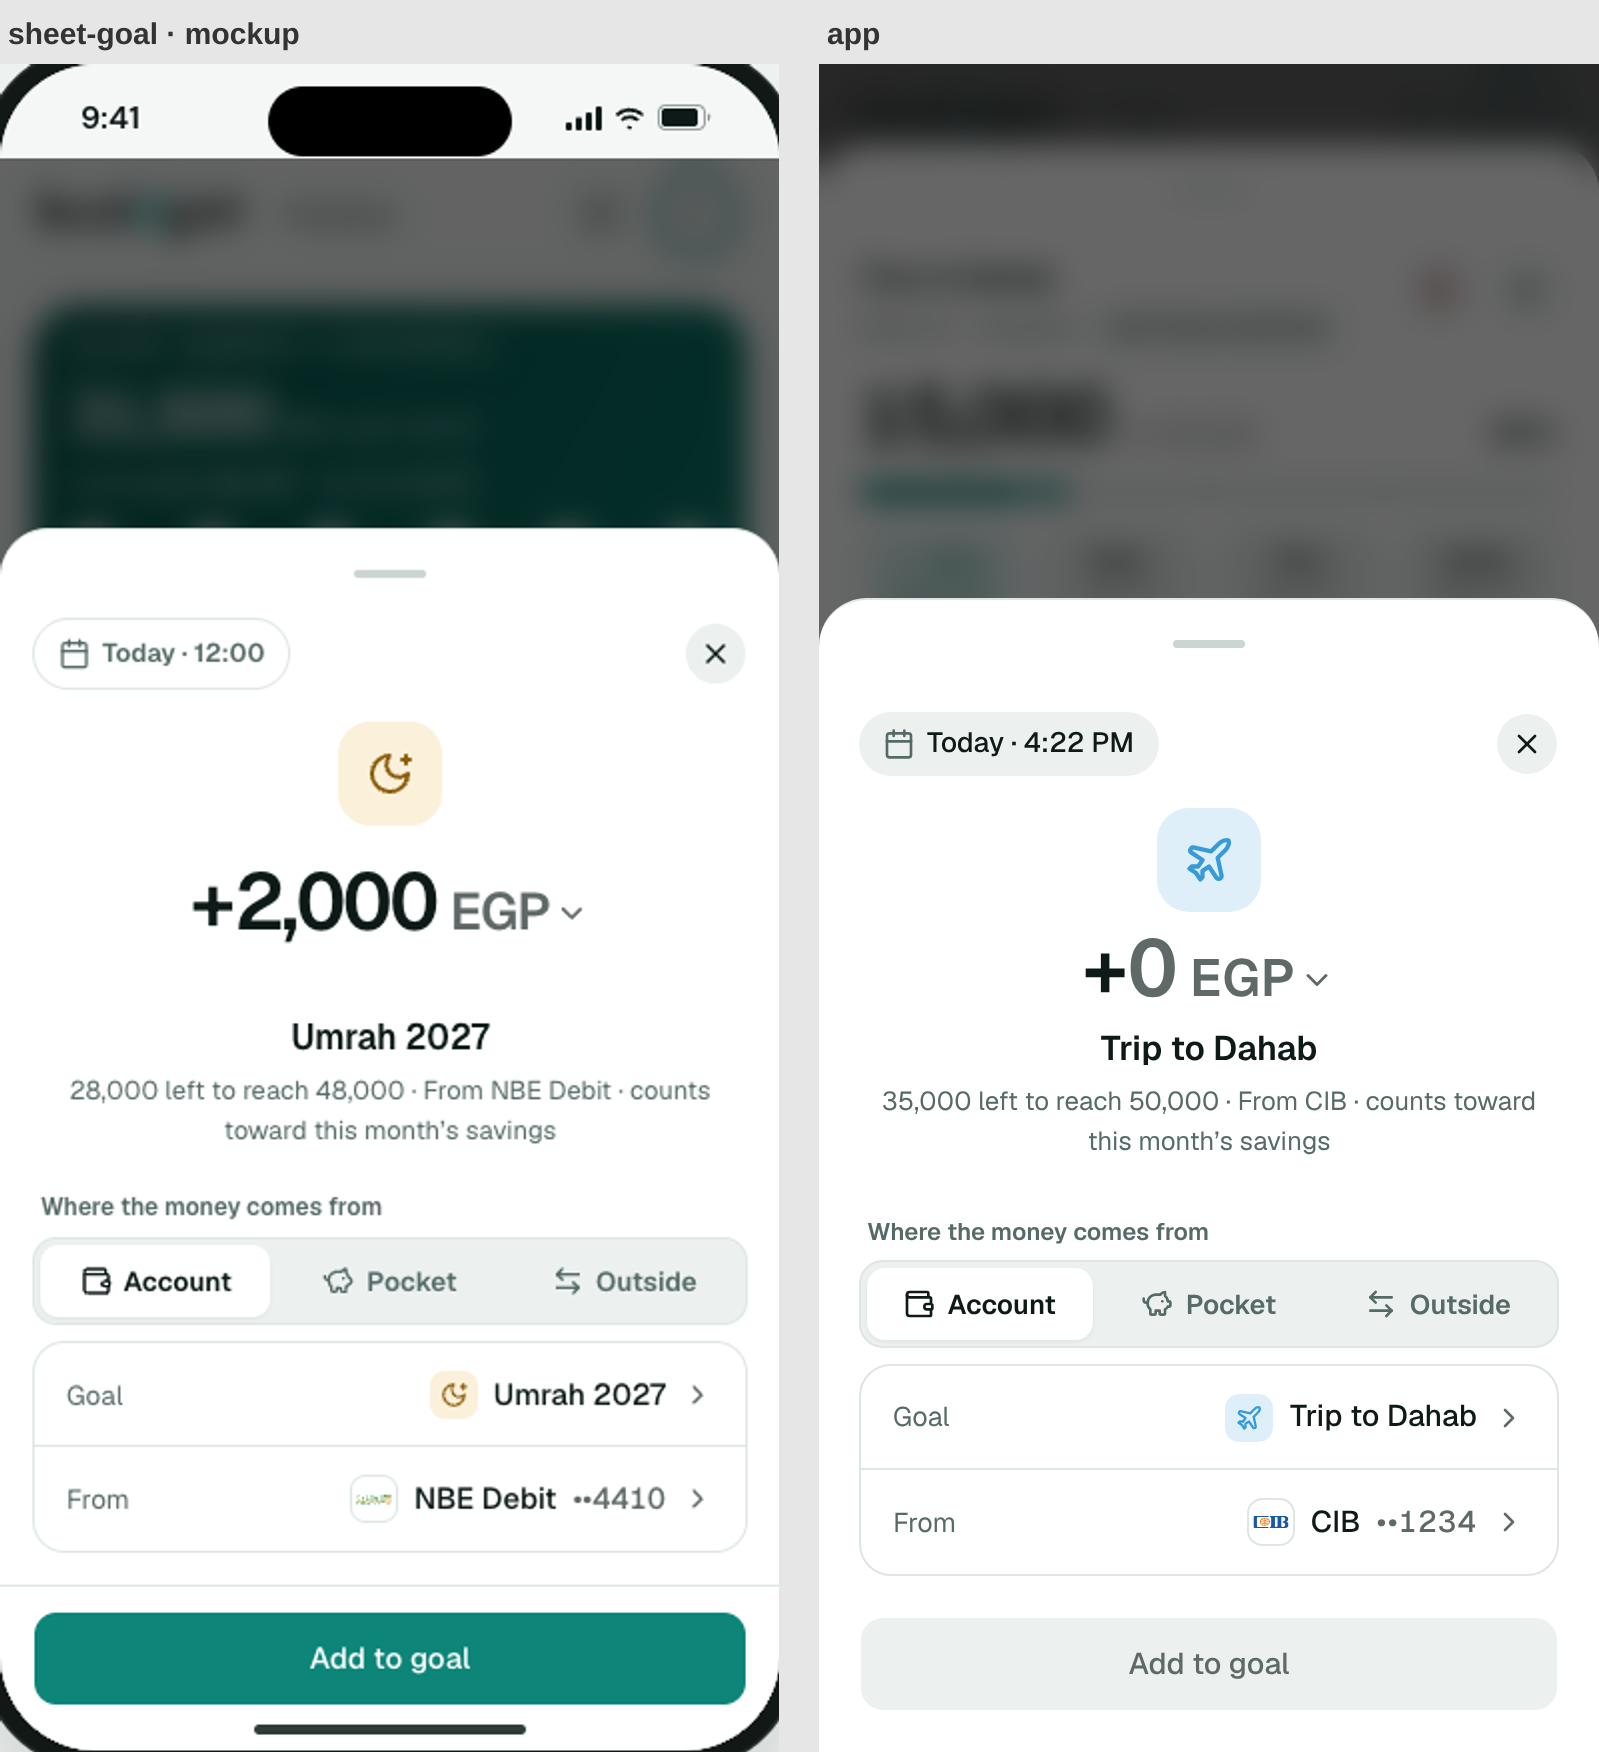 sheet-goal · mockup
9:41
Today · 12:00
+2,000 EGP
Umrah 2027
28,000 left to reach 48,000 · From NBE Debit · counts
toward this month's savings
Where the money comes from
Account
Pocket
Outside
Goal
Umrah 2027
From
NBE Debit ••4410
Add to goal
app
Today · 4:22 PM
+0 EGP
Trip to Dahab
35,000 left to reach 50,000 · From CIB · counts toward
this month's savings
Where the money comes from
Account
Pocket
Outside
Goal
Trip to Dahab
From
CIB
CIB ••1234
Add to goal